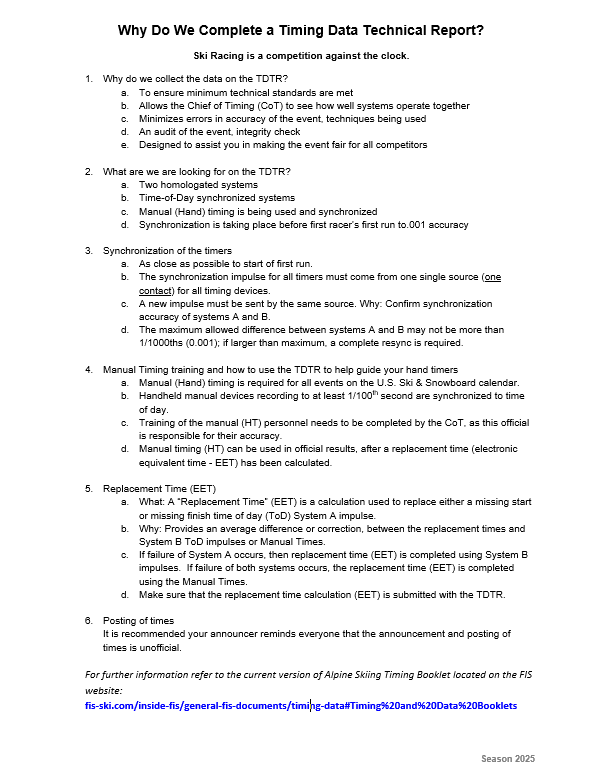 Why Do We Complete a Timing Data Technical Report?
Ski Racing is a competition against the clock.
1. Why do we collect the data on the TDTR?
a. To ensure minimum technical standards are met
b. Allows the Chief of Timing (CoT) to see how well systems operate together
c. Minimizes errors in accuracy of the event, techniques being used
d. An audit of the event, integrity check
e. Designed to assist you in making the event fair for all competitors
2. What are we are looking for on the TDTR?
a. Two homologated systems
b. Time-of-Day synchronized systems
c. Manual (Hand) timing is being used and synchronized
d. Synchronization is taking place before first racer's first run to.001 accuracy
3. Synchronization of the timers
a. As close as possible to start of first run.
b. The synchronization impulse for all timers must come from one single source (one
contact) for all timing devices.
c. A new impulse must be sent by the same source. Why: Confirm synchronization
accuracy of systems A and B.
d. The maximum allowed difference between systems A and B may not be more than
1/1000ths (0.001); if larger than maximum, a complete resync is required.
4. Manual Timing training and how to use the TDTR to help guide your hand timers
a. Manual (Hand) timing is required for all events on the U.S. Ski & Snowboard calendar.
b. Handheld manual devices recording to at least 1/100th second are synchronized to time
of day.
c. Training of the manual (HT) personnel needs to be completed by the CoT, as this official
is responsible for their accuracy.
d. Manual timing (HT) can be used in official results, after a replacement time (electronic
equivalent time - EET) has been calculated.
5. Replacement Time (EET)
a. What: A “Replacement Time” (EET) is a calculation used to replace either a missing start
or missing finish time of day (ToD) System A impulse.
b. Why: Provides an average difference or correction, between the replacement times and
System B ToD impulses or Manual Times.
c. If failure of System A occurs, then replacement time (EET) is completed using System B
impulses. If failure of both systems occurs, the replacement time (EET) is completed
using the Manual Times.
d. Make sure that the replacement time calculation (EET) is submitted with the TDTR.
6. Posting of times
It is recommended your announcer reminds everyone that the announcement and posting of
times is unofficial.
For further information refer to the current version of Alpine Skiing Timing Booklet located on the FIS
website:
fis-ski.com/inside-fis/general-fis-documents/timing-data#Timing%20and%20Data%20Booklets
Season 2025